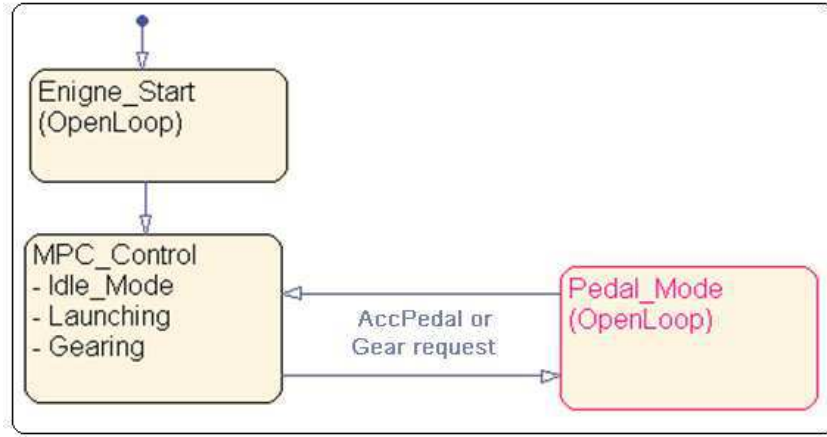 Enigne_Start
(OpenLoop)
MPC_Control
- Idle_Mode
- Launching
- Gearing
AccPedal or
Gear request
Pedal_Mode
(OpenLoop)